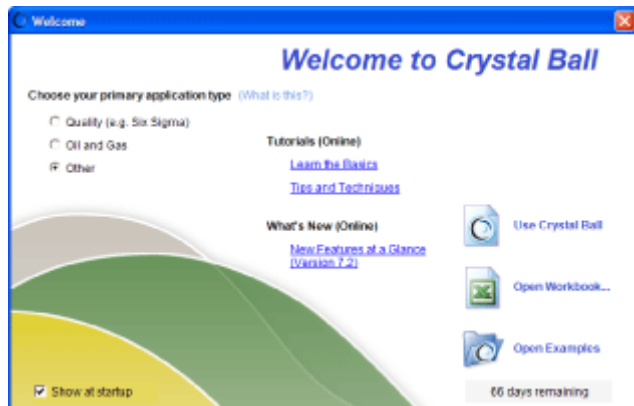 Welcome
Welcome to Crystal Ball
Choose your primary application type (What is this?)
Quality (e.g. Six Sigma)
Oil and Gas
Other
Tutorials (Online)
Learn the Basics
Tips and Techniques
What's New (Online)
New Features at a Glance
(Version 7.2)
Use Crystal Ball
Open Workbook...
Open Examples
Show at startup
66 days remaining